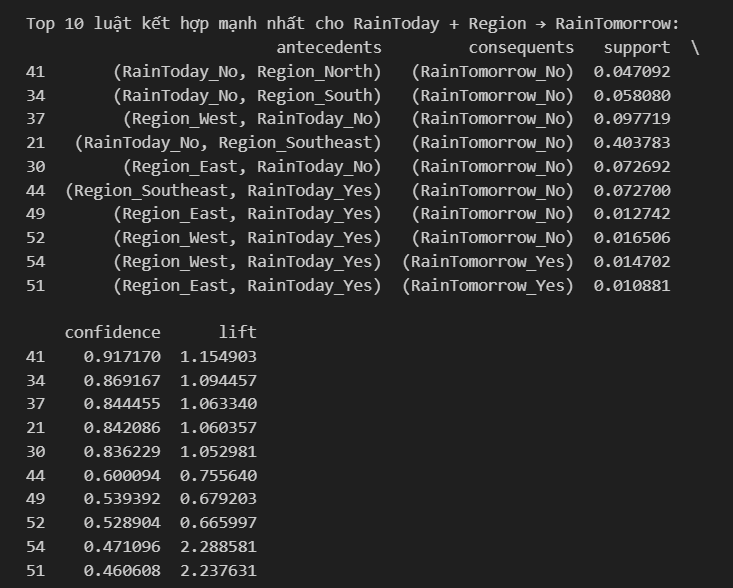 Top 10 luật kết hợp mạnh nhất cho RainToday + Region → RainTomorrow:
                         antecedents         consequents   support  \
41        (RainToday_No, Region_North)   (RainTomorrow_No)  0.047092
34        (RainToday_No, Region_South)   (RainTomorrow_No)  0.058080
37         (Region_West, RainToday_No)   (RainTomorrow_No)  0.097719
21    (RainToday_No, Region_Southeast)   (RainTomorrow_No)  0.403783
30         (Region_East, RainToday_No)   (RainTomorrow_No)  0.072692
44   (Region_Southeast, RainToday_Yes)   (RainTomorrow_No)  0.072700
49        (Region_East, RainToday_Yes)   (RainTomorrow_No)  0.012742
52        (Region_West, RainToday_Yes)   (RainTomorrow_No)  0.016506
54        (Region_West, RainToday_Yes)  (RainTomorrow_Yes)  0.014702
51        (Region_East, RainToday_Yes)  (RainTomorrow_Yes)  0.010881

    confidence      lift
41    0.917170  1.154903
34    0.869167  1.094457
37    0.844455  1.063340
21    0.842086  1.060357
30    0.836229  1.052981
44    0.600094  0.755640
49    0.539392  0.679203
52    0.528904  0.665997
54    0.471096  2.288581
51    0.460608  2.237631